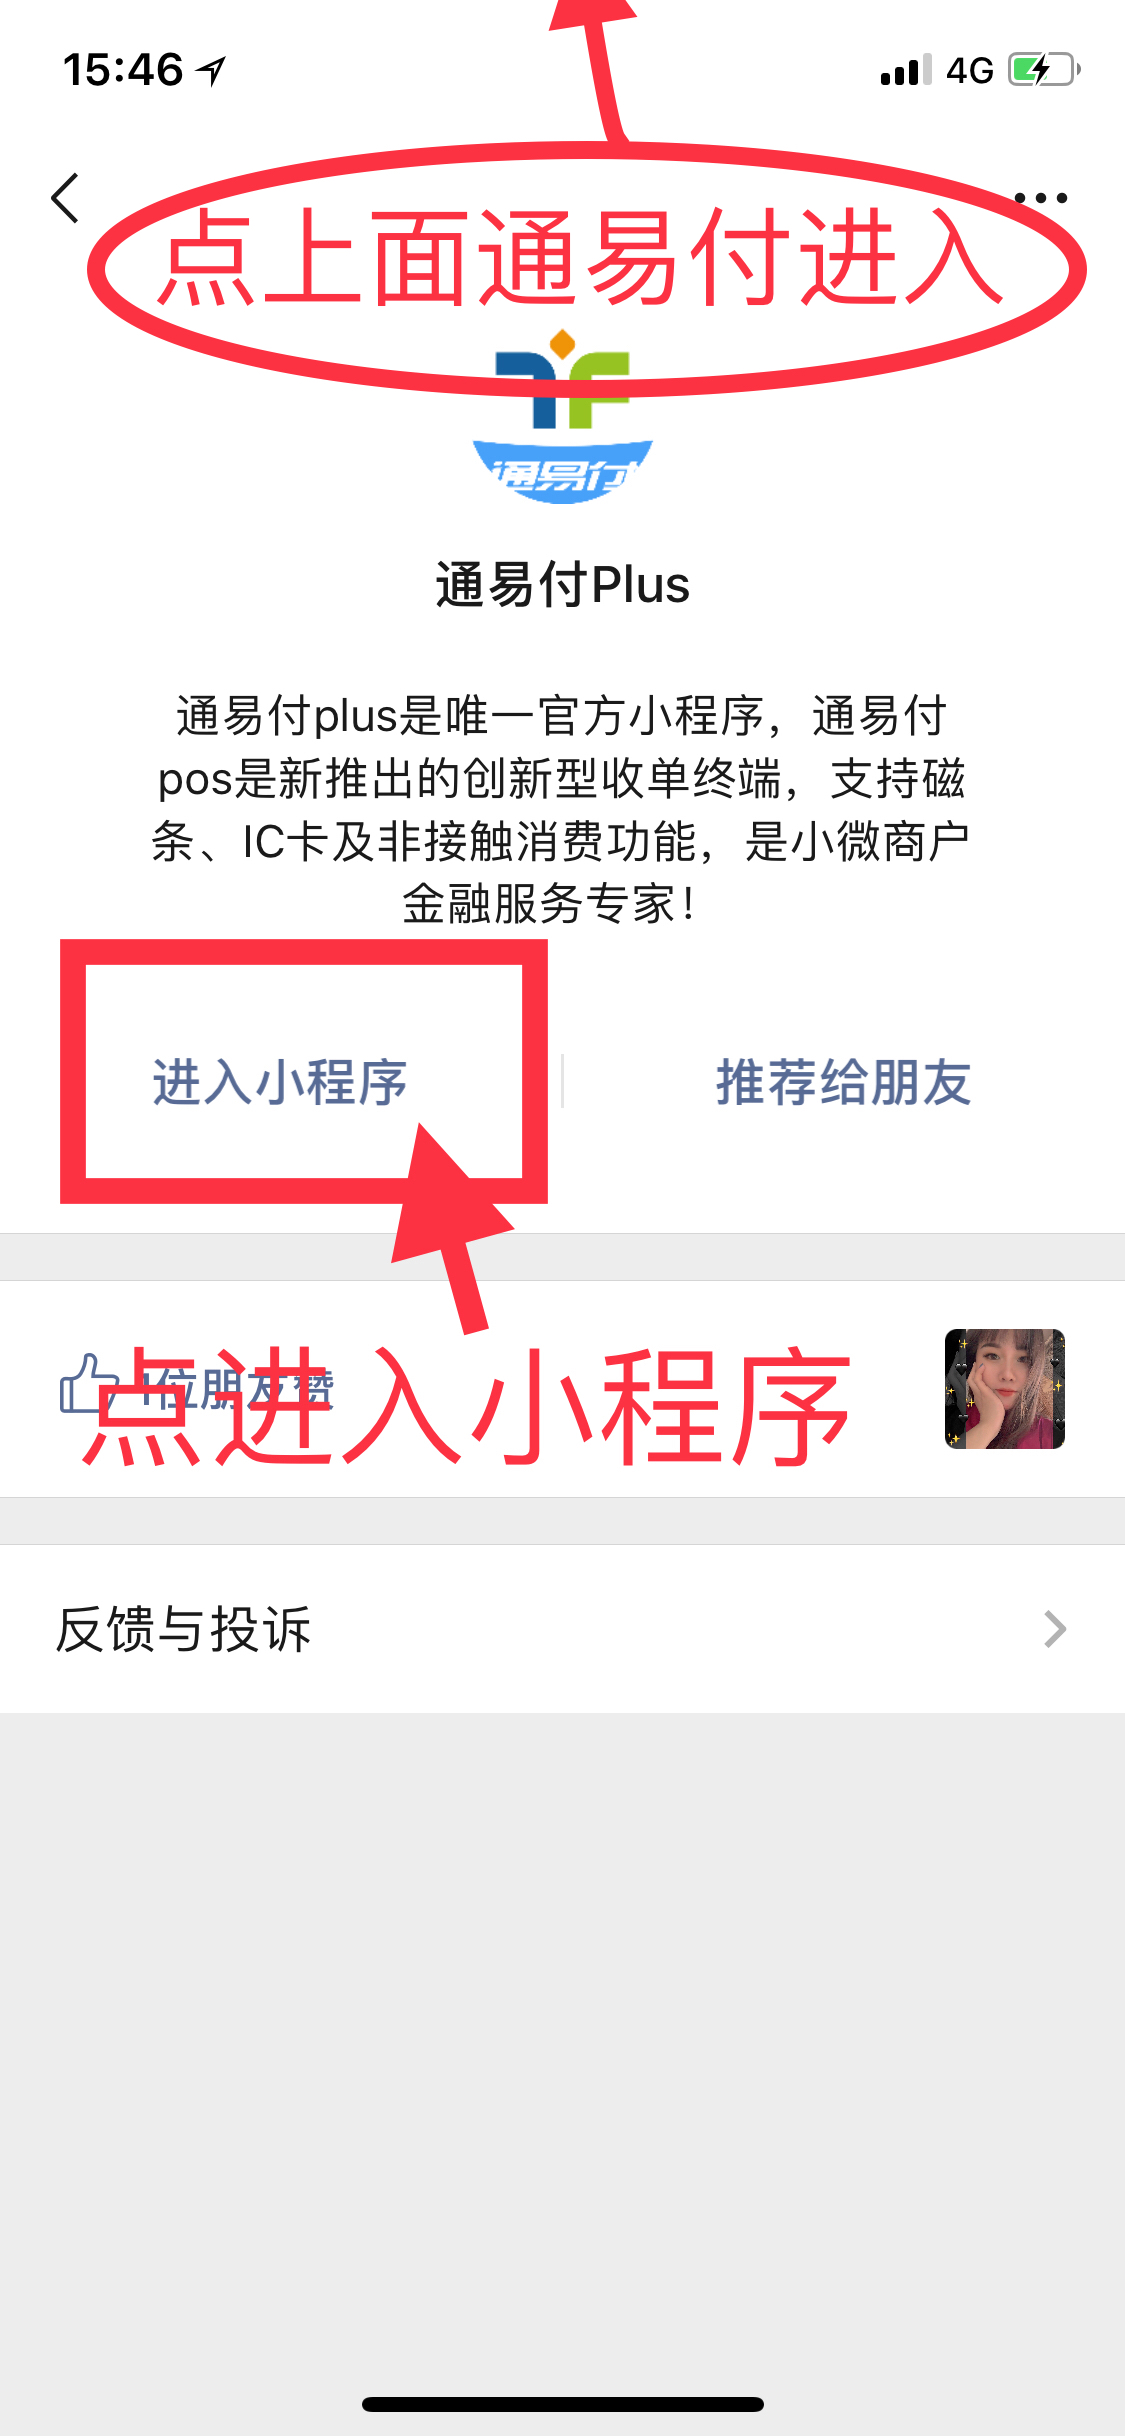 15:46
4G
点上面通易付进入
通易付
通易付Plus
通易付plus是唯一官方小程序，通易付
pos是新推出的创新型收单终端，支持磁
条、IC卡及非接触消费功能，是小微商户
金融服务专家！
进入小程序
推荐给朋友
1位朋友赞
点进入小程序
反馈与投诉